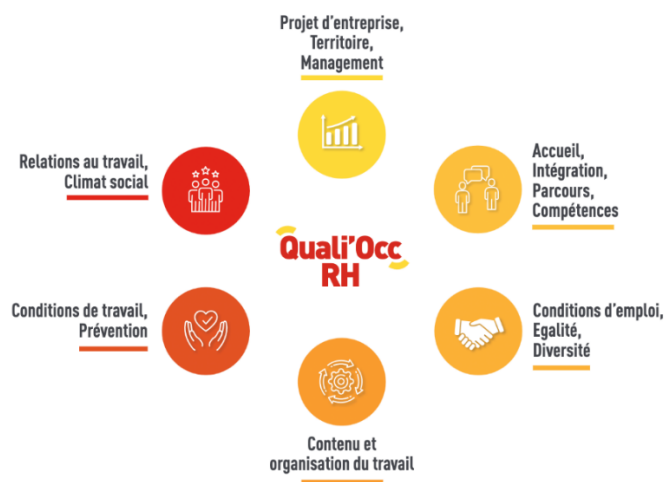 Projet d'entreprise,
Territoire,
Management
Accueil,
Intégration,
Parcours,
Compétences
Conditions d'emploi,
Egalité,
Diversité
Contenu et
organisation du travail
Conditions de travail,
Prévention
Relations au travail,
Climat social
Quali'Occ
RH